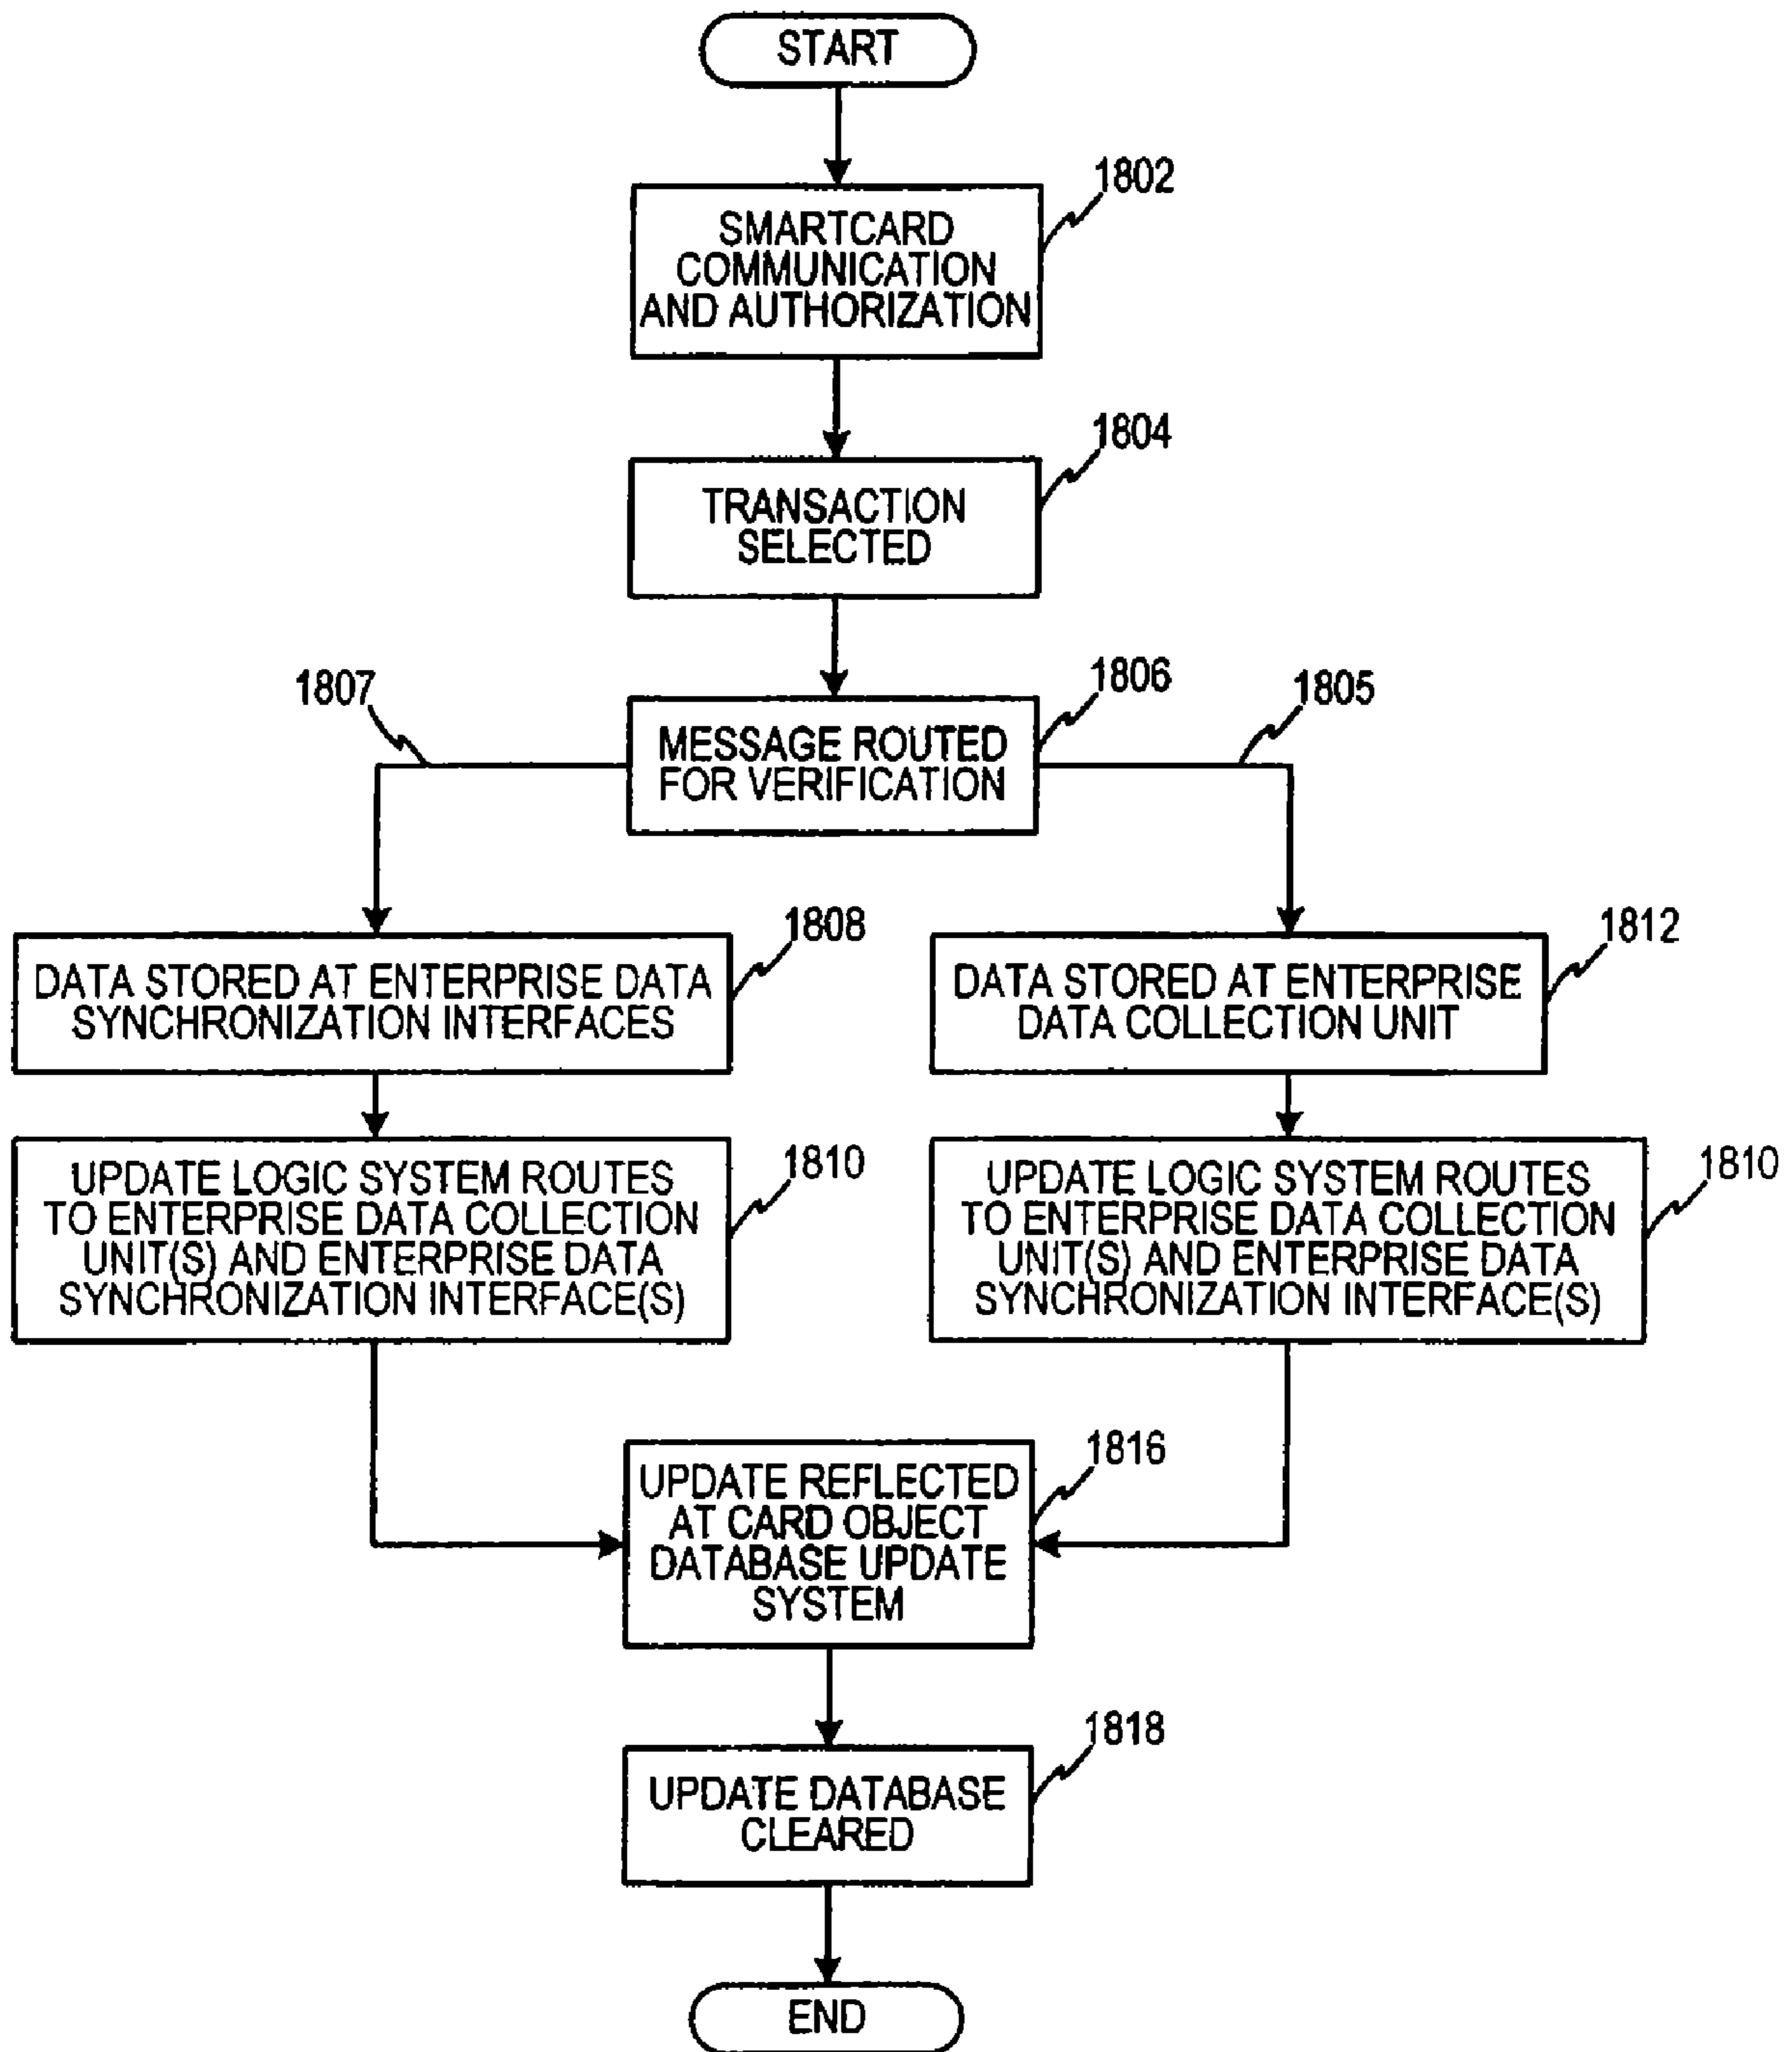 START
1802
SMARTCARD
COMMUNICATION
AND AUTHORIZATION
1804
TRANSACTION
SELECTED
1807
1806
1805
MESSAGE ROUTED
FOR VERIFICATION
1808
DATA STORED AT ENTERPRISE DATA
SYNCHRONIZATION INTERFACES
1812
DATA STORED AT ENTERPRISE
DATA COLLECTION UNIT
1810
UPDATE LOGIC SYSTEM ROUTES
TO ENTERPRISE DATA COLLECTION
UNIT(S) AND ENTERPRISE DATA
SYNCHRONIZATION INTERFACE(S)
1810
UPDATE LOGIC SYSTEM ROUTES
TO ENTERPRISE DATA COLLECTION
UNIT(S) AND ENTERPRISE DATA
SYNCHRONIZATION INTERFACE(S)
1816
UPDATE REFLECTED
AT CARD OBJECT
DATABASE UPDATE
SYSTEM
1818
UPDATE DATABASE
CLEARED
END